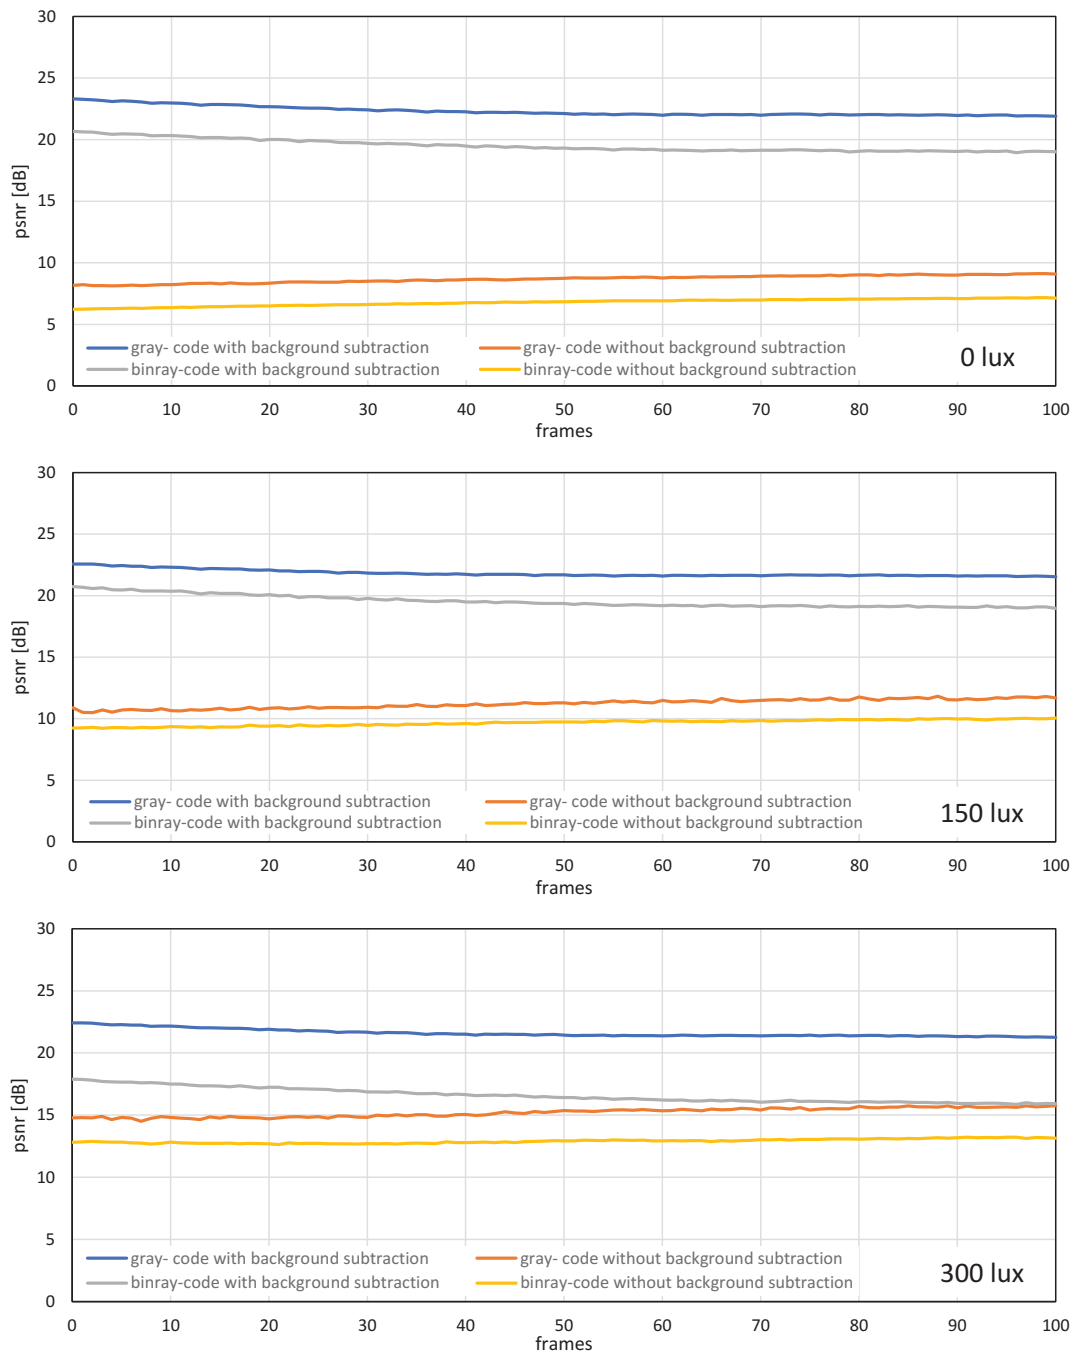 30
25
20
15
10
5
0
psnr [dB]
gray- code with background subtraction
gray- code without background subtraction
binray-code with background subtraction
binray-code without background subtraction
0 lux
0 10 20 30 40 50 60 70 80 90 100
frames
30
25
20
15
10
5
0
psnr [dB]
gray- code with background subtraction
gray- code without background subtraction
binray-code with background subtraction
binray-code without background subtraction
150 lux
0 10 20 30 40 50 60 70 80 90 100
frames
30
25
20
15
10
5
0
psnr [dB]
gray- code with background subtraction
gray- code without background subtraction
binray-code with background subtraction
binray-code without background subtraction
300 lux
0 10 20 30 40 50 60 70 80 90 100
frames